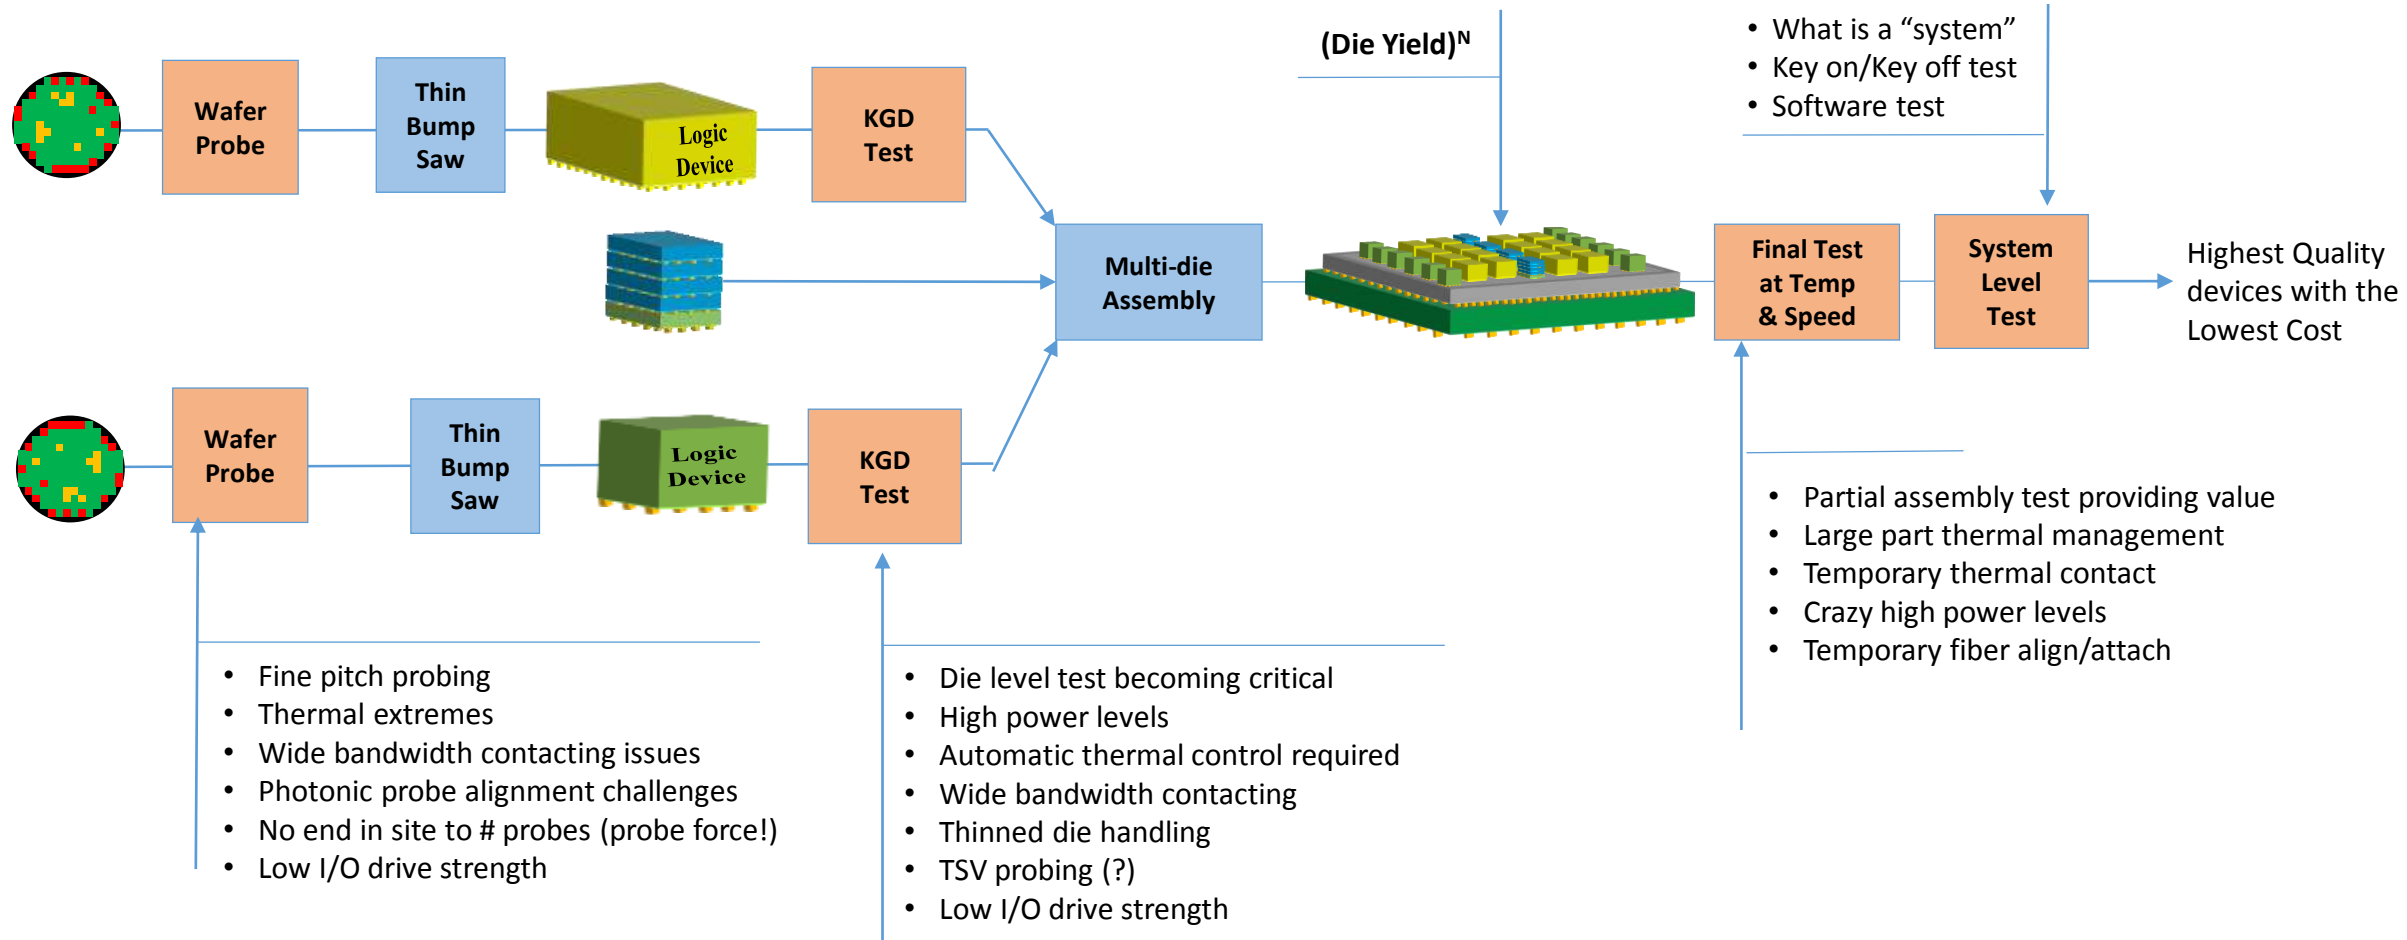 Wafer
Probe
Thin
Bump
Saw
Logic
Device
KGD
Test
(Die Yield)N
• What is a “system”
• Key on/Key off test
• Software test
Multi-die
Assembly
Final Test
at Temp
& Speed
System
Level
Test
Highest Quality
devices with the
Lowest Cost
Wafer
Probe
Thin
Bump
Saw
Logic
Device
KGD
Test
• Fine pitch probing
• Thermal extremes
• Wide bandwidth contacting issues
• Photonic probe alignment challenges
• No end in site to # probes (probe force!)
• Low I/O drive strength
• Die level test becoming critical
• High power levels
• Automatic thermal control required
• Wide bandwidth contacting
• Thinned die handling
• TSV probing (?)
• Low I/O drive strength
• Partial assembly test providing value
• Large part thermal management
• Temporary thermal contact
• Crazy high power levels
• Temporary fiber align/attach